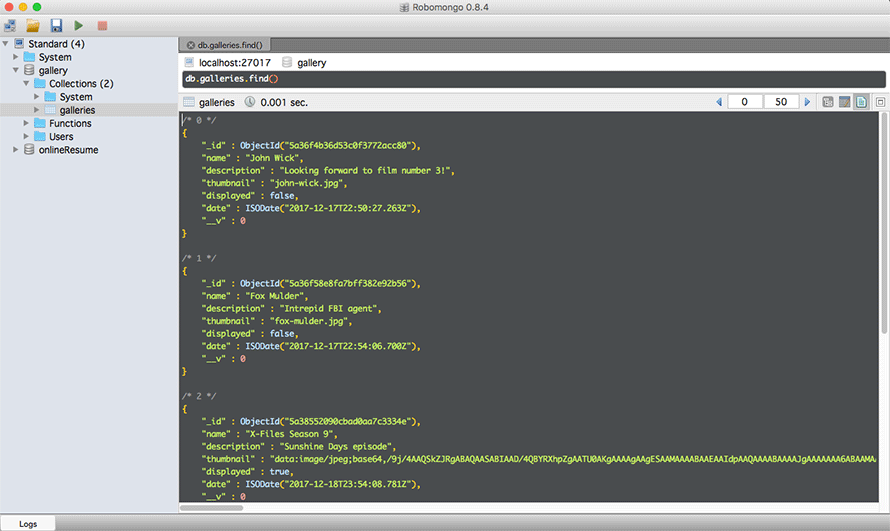 Robomongo 0.8.4
Standard (4)
System
gallery
Collections (2)
System
galleries
Functions
Users
onlineResume
db.galleries.find()
localhost:27017 gallery
db.galleries.find()
galleries 0.001 sec. 0 50
/* 0 */
{
"_id" : ObjectId("5a36f4b36d53c0f3772acc80"),
"name" : "John Wick",
"description" : "Looking forward to film number 3!",
"thumbnail" : "john-wick.jpg",
"displayed" : false,
"date" : ISODate("2017-12-17T22:50:27.263Z"),
"__v" : 0
}
/* 1 */
{
"_id" : ObjectId("5a36f58e8fa7bff382e92b56"),
"name" : "Fox Mulder",
"description" : "Intrepid FBI agent",
"thumbnail" : "fox-mulder.jpg",
"displayed" : false,
"date" : ISODate("2017-12-17T22:54:06.700Z"),
"__v" : 0
}
/* 2 */
{
"_id" : ObjectId("5a38552090cbad0aa7c3334e"),
"name" : "X-Files Season 9",
"description" : "Sunshine Days episode",
"thumbnail" : "data:image/jpeg;base64,/9j/4AAQSkZJRgABAQAASABIAAD/4QBYRXhpZgAATU0AKgAAAAgAAgESAAMAAAABAAEAAIdpAAQAAAABAAAAJgAAAAAAA6ABAAMA
"displayed" : true,
"date" : ISODate("2017-12-18T23:54:08.781Z"),
"__v" : 0
Logs